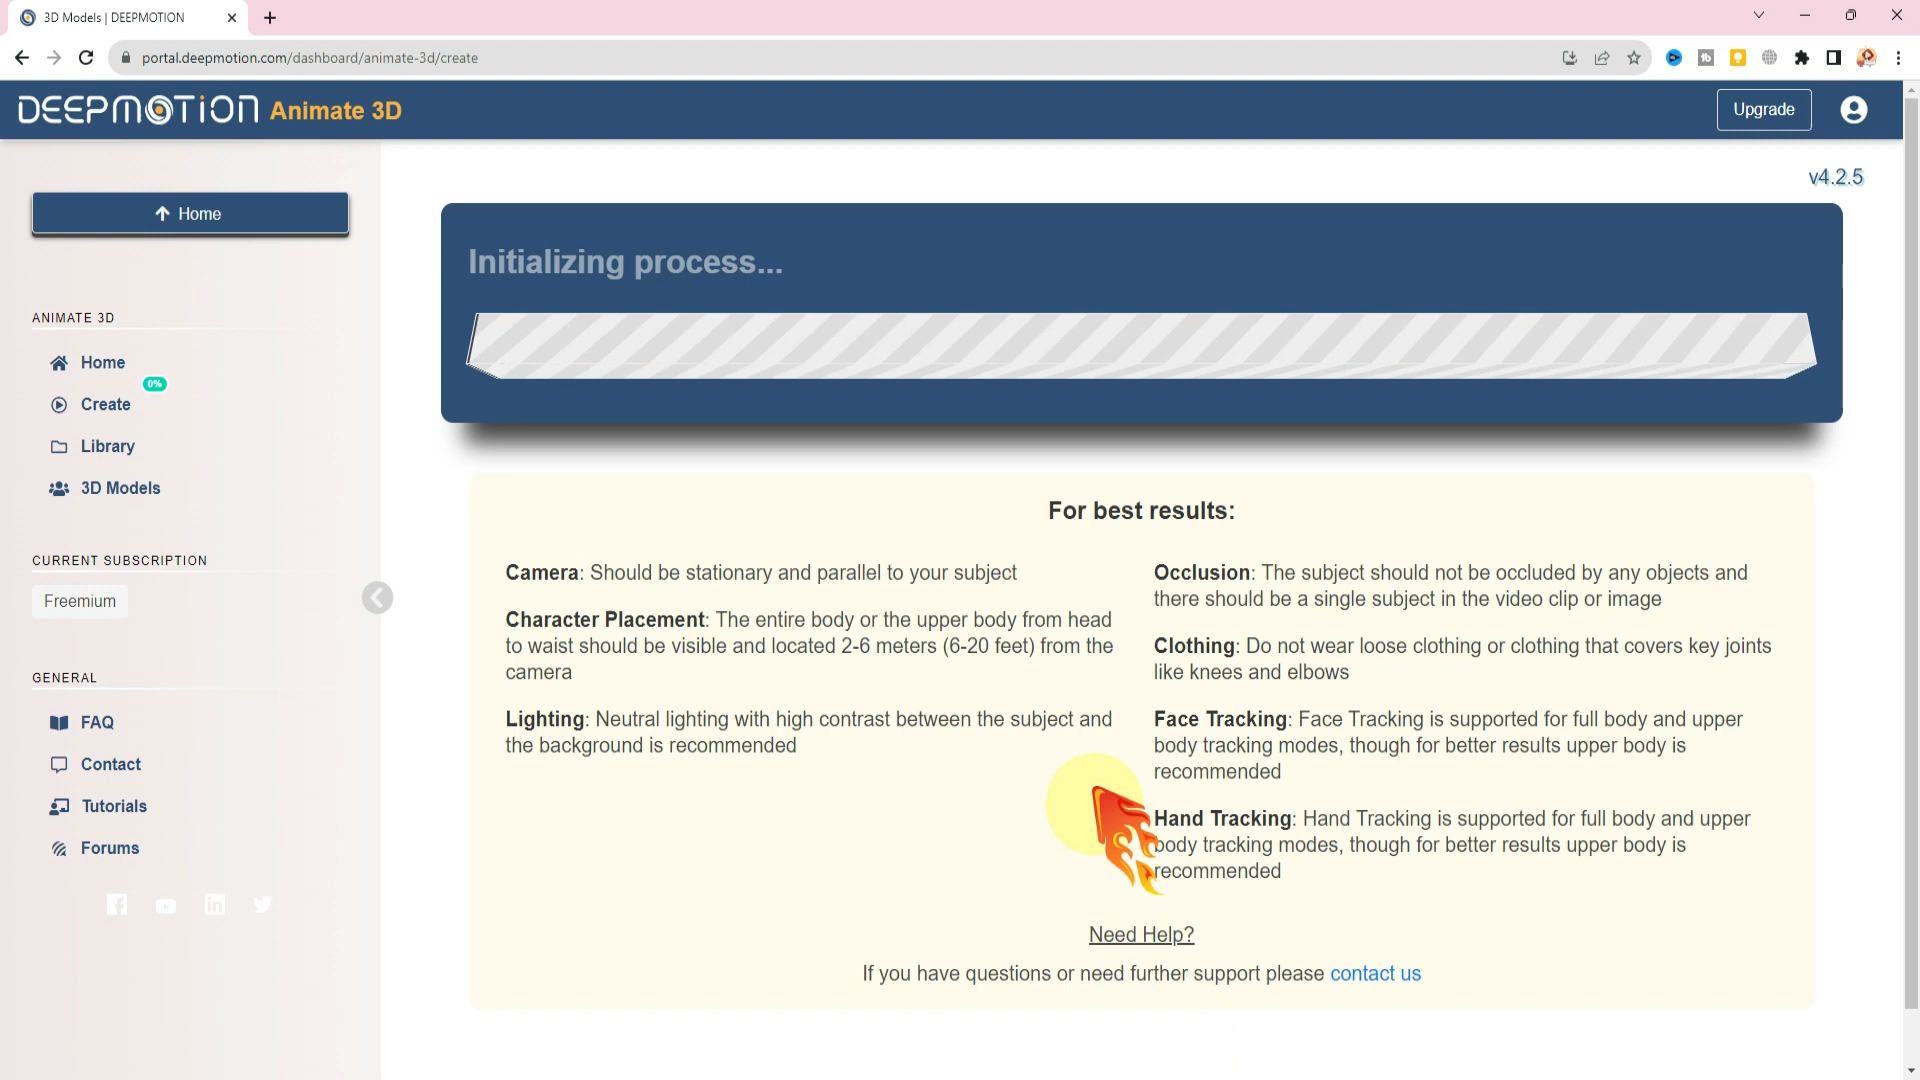 3D Models | DEEPMOTION
portal.deepmotion.com/dashboard/animate-3d/create
DEEPMOTION Animate 3D
Upgrade
v4.2.5
Home
Initializing process...
ANIMATE 3D
Home
0%
Create
Library
3D Models
CURRENT SUBSCRIPTION
Freemium
GENERAL
FAQ
Contact
Tutorials
Forums
For best results:
Camera: Should be stationary and parallel to your subject
Character Placement: The entire body or the upper body from head
to waist should be visible and located 2-6 meters (6-20 feet) from the
camera
Lighting: Neutral lighting with high contrast between the subject and
the background is recommended
Occlusion: The subject should not be occluded by any objects and
there should be a single subject in the video clip or image
Clothing: Do not wear loose clothing or clothing that covers key joints
like knees and elbows
Face Tracking: Face Tracking is supported for full body and upper
body tracking modes, though for better results upper body is
recommended
Hand Tracking: Hand Tracking is supported for full body and upper
body tracking modes, though for better results upper body is
recommended
Need Help?
If you have questions or need further support please contact us